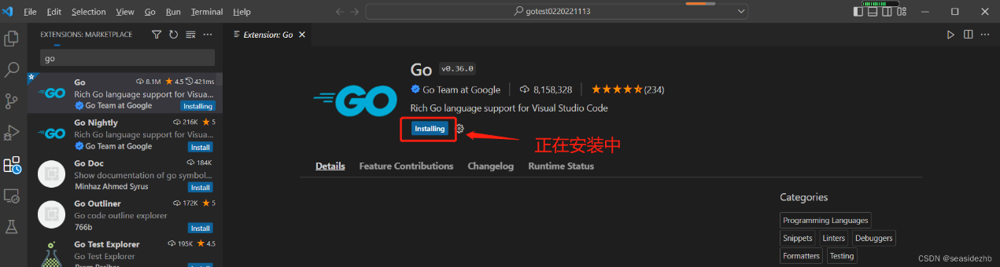 File Edit Selection View Go Run Terminal Help
gotest0220221113
EXTENSIONS: MARKETPLACE
go
Go 8.1M 4.5 421ms
Rich Go language support for Visua...
Go Team at Google Installing
Go Nightly 216K 5
Rich Go language support for Visua...
Go Team at Google Install
Go Doc 184K
Show documentation of go symbol...
Minhaz Ahmed Syrus Install
Go Outliner 172K 5
Go code outline explorer
766b Install
Go Test Explorer 195K 4.5
Go Test Explorer
Extension: Go
GO
Go v0.36.0
Go Team at Google 8,158,328 (234)
Rich Go language support for Visual Studio Code
Installing
正在安装中
Details Feature Contributions Changelog Runtime Status
Categories
Programming Languages
Snippets Linters Debuggers
Formatters Testing
CSDN @seasidezhb